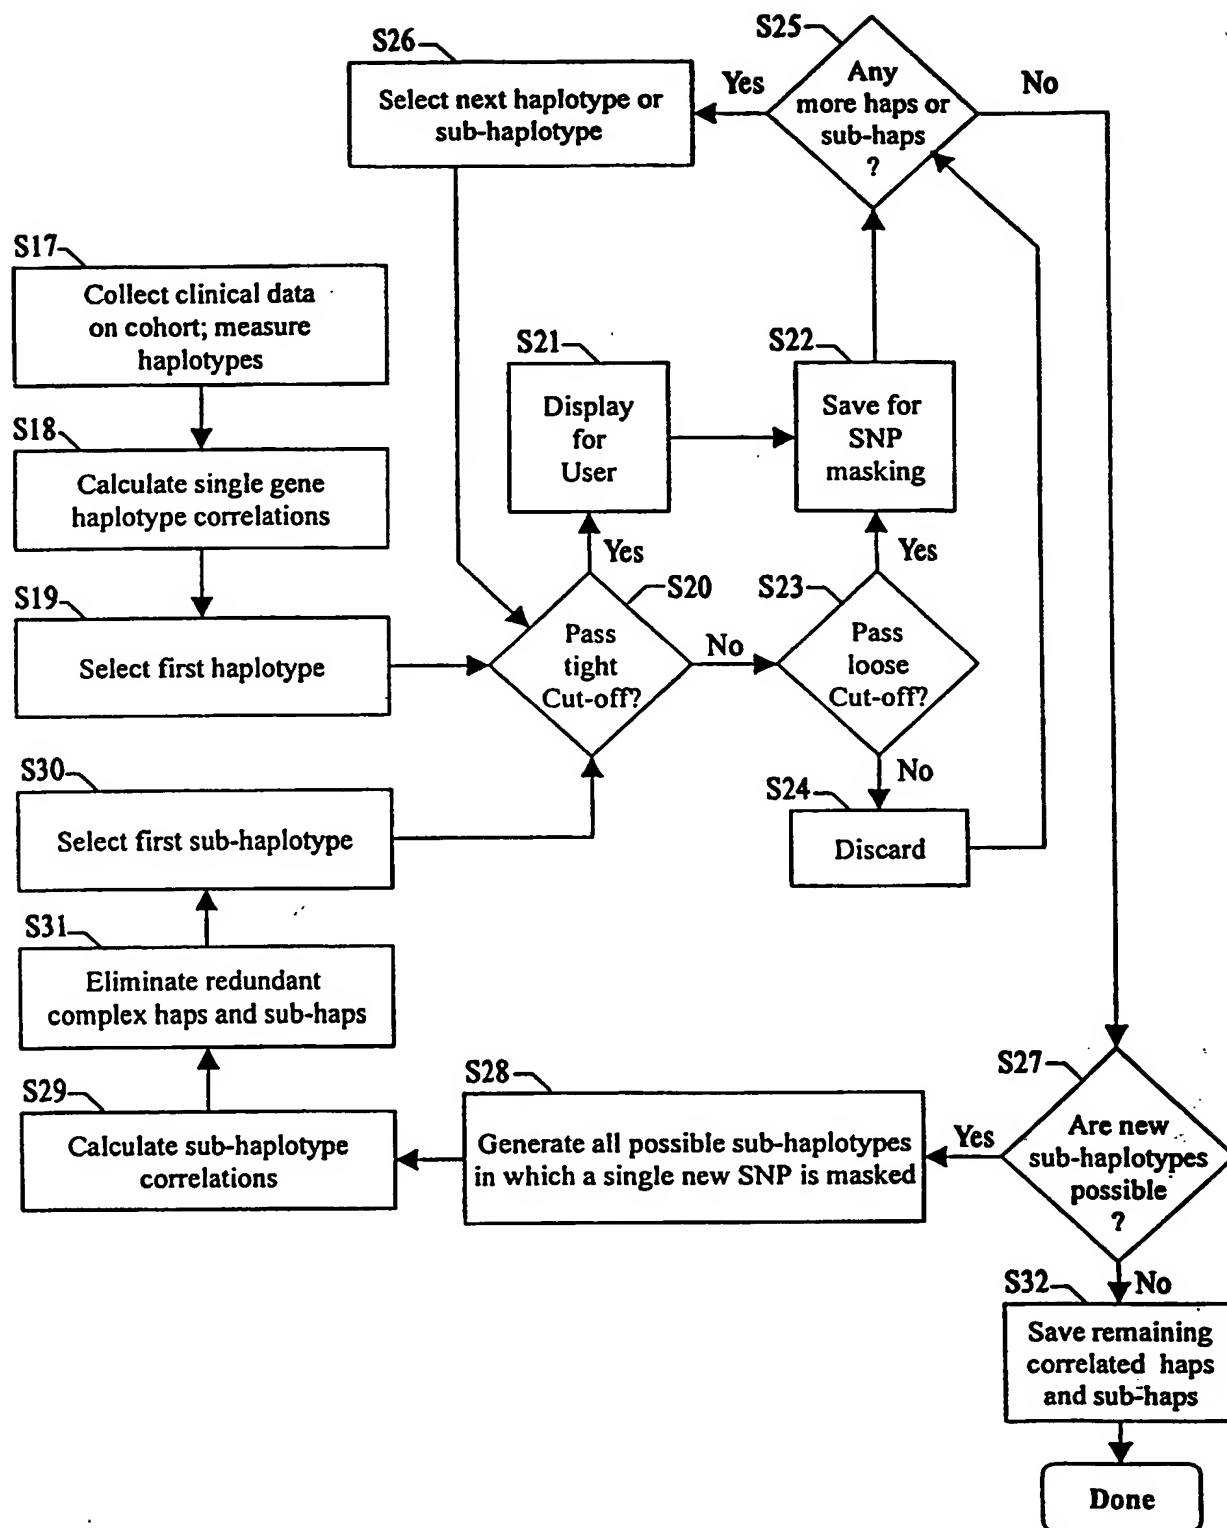 S25
S26
Any
more haps or
sub-haps
?
Yes
No
Select next haplotype or
sub-haplotype
S17
Collect clinical data
on cohort; measure
haplotypes
S21
Display
for
User
S22
Save for
SNP
masking
S18
Calculate single gene
haplotype correlations
Yes
Yes
S19
Select first haplotype
S20
Pass
tight
Cut-off?
No
S23
Pass
loose
Cut-off?
No
S30
Select first sub-haplotype
S24
Discard
S31
Eliminate redundant
complex haps and sub-haps
S29
Calculate sub-haplotype
correlations
S28
Generate all possible sub-haplotypes
in which a single new SNP is masked
Yes
S27
Are new
sub-haplotypes
possible
?
No
S32
Save remaining
correlated haps
and sub-haps
Done